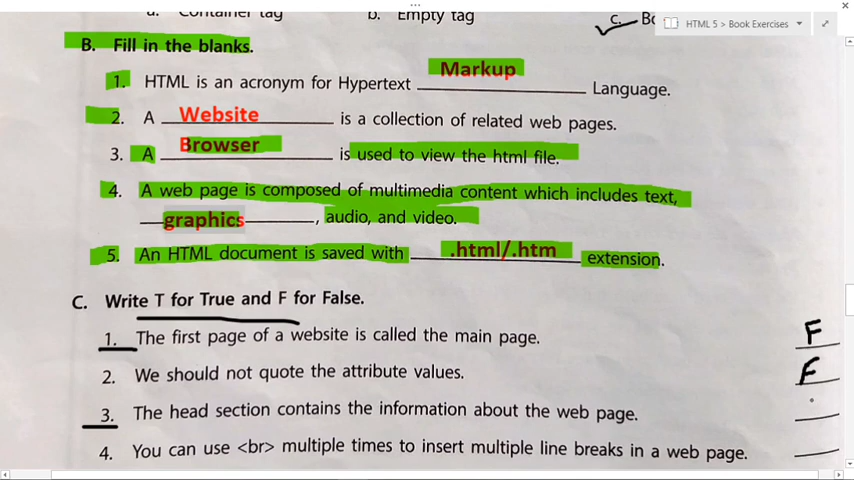 a. Container tag b. Empty tag c. Bo
HTML 5 > Book Exercises
B. Fill in the blanks.
1. HTML is an acronym for Hypertext Markup Language.
2. A Website is a collection of related web pages.
3. A Browser is used to view the html file.
4. A web page is composed of multimedia content which includes text,
graphics, audio, and video.
5. An HTML document is saved with .html/.htm extension.
C. Write T for True and F for False.
1. The first page of a website is called the main page. F
2. We should not quote the attribute values. F
3. The head section contains the information about the web page.
4. You can use <br> multiple times to insert multiple line breaks in a web page.